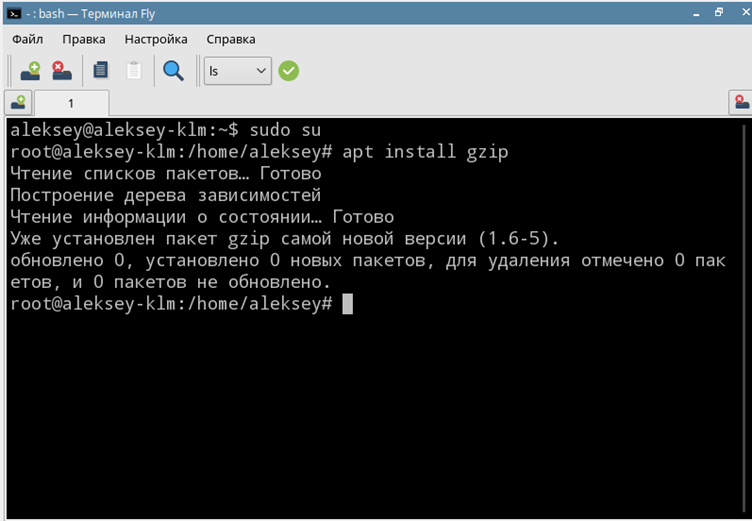 - : bash — Терминал Fly
Файл Правка Настройка Справка
ls
1
aleksey@aleksey-klm:~$ sudo su
root@aleksey-klm:/home/aleksey# apt install gzip
Чтение списков пакетов… Готово
Построение дерева зависимостей
Чтение информации о состоянии… Готово
Уже установлен пакет gzip самой новой версии (1.6-5).
обновлено 0, установлено 0 новых пакетов, для удаления отмечено 0 пак
етов, и 0 пакетов не обновлено.
root@aleksey-klm:/home/aleksey#